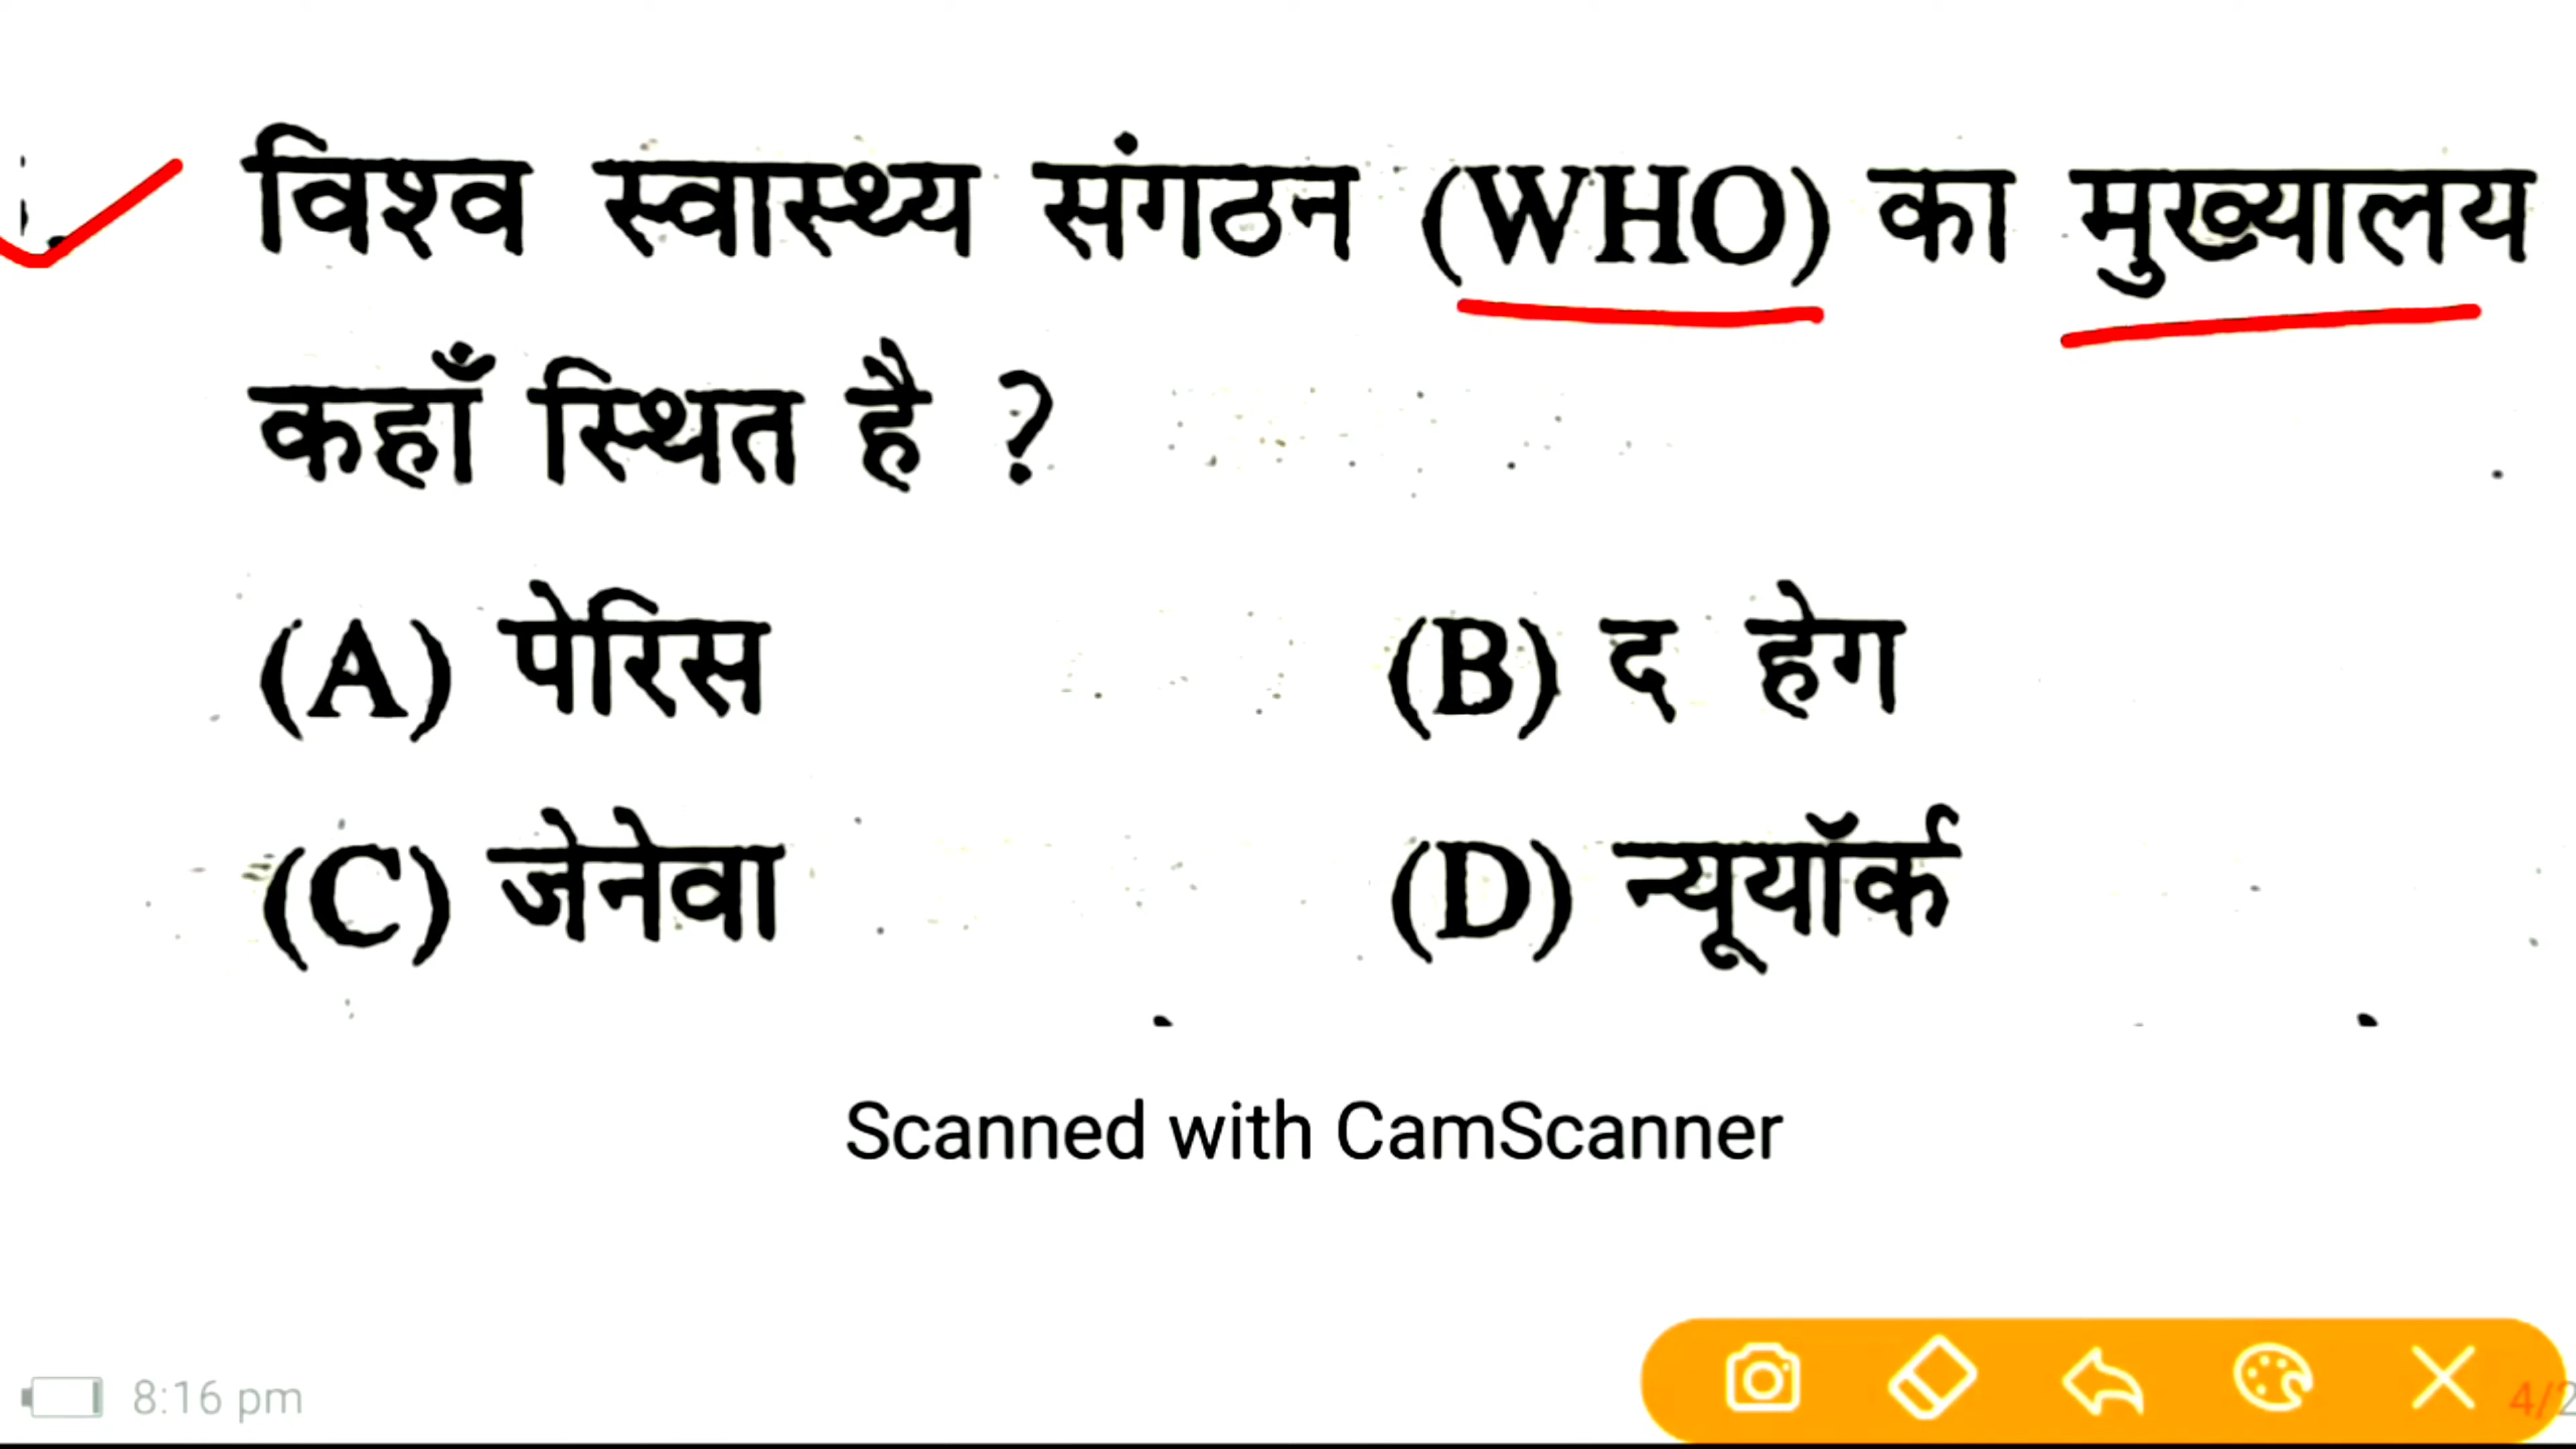 विश्व स्वास्थ्य संगठन (WHO) का मुख्यालय
कहाँ स्थित है ?
(A) पेरिस (B) द हेग
(C) जेनेवा (D) न्यूयॉर्क
Scanned with CamScanner
8:16 pm